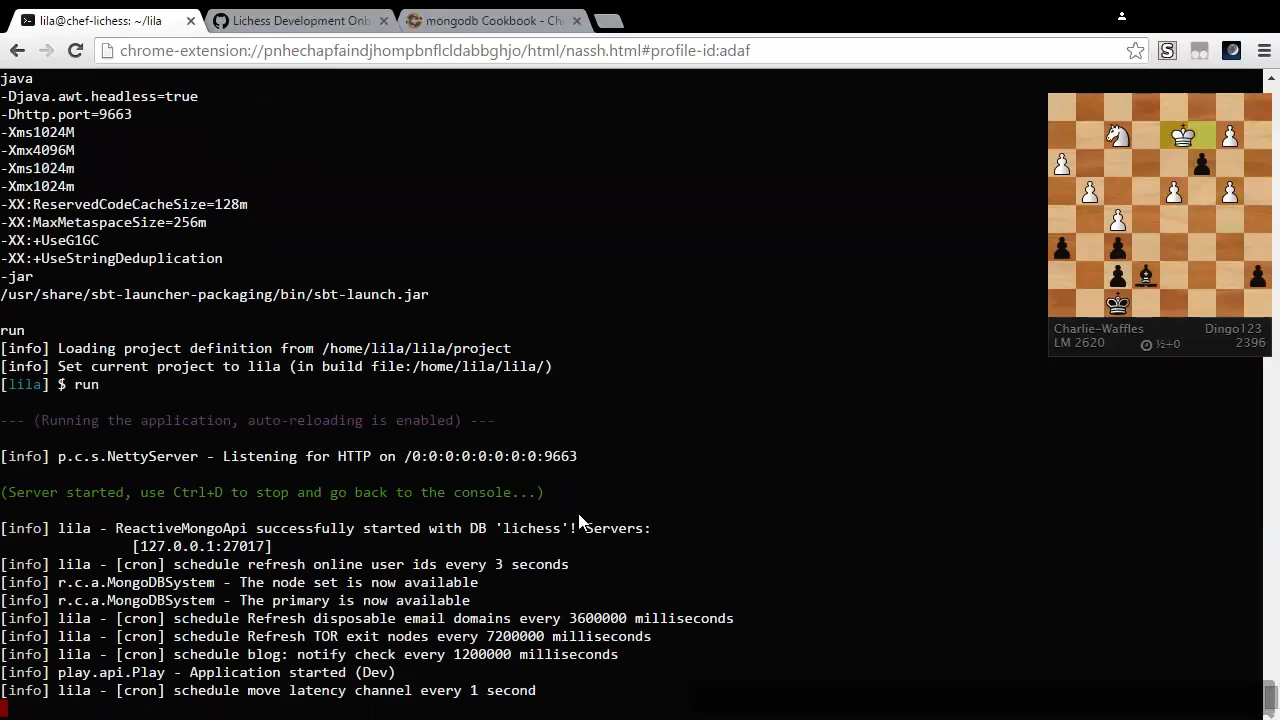 lila@chef-lichess: ~/lila
Lichess Development Onb
mongodb Cookbook - Ch
chrome-extension://pnhechapfaindjhompbnflcldabbghjo/html/nassh.html#profile-id:adaf
java
-Djava.awt.headless=true
-Dhttp.port=9663
-Xms1024M
-Xmx4096M
-Xms1024m
-Xmx1024m
-XX:ReservedCodeCacheSize=128m
-XX:MaxMetaspaceSize=256m
-XX:+UseG1GC
-XX:+UseStringDeduplication
-jar
/usr/share/sbt-launcher-packaging/bin/sbt-launch.jar
run
[info] Loading project definition from /home/lila/lila/project
[info] Set current project to lila (in build file:/home/lila/lila/)
[lila] $ run
--- (Running the application, auto-reloading is enabled) ---
[info] p.c.s.NettyServer - Listening for HTTP on /0:0:0:0:0:0:0:0:9663
(Server started, use Ctrl+D to stop and go back to the console...)
[info] lila - ReactiveMongoApi successfully started with DB 'lichess'! Servers:
[127.0.0.1:27017]
[info] lila - [cron] schedule refresh online user ids every 3 seconds
[info] r.c.a.MongoDBSystem - The node set is now available
[info] r.c.a.MongoDBSystem - The primary is now available
[info] lila - [cron] schedule Refresh disposable email domains every 3600000 milliseconds
[info] lila - [cron] schedule Refresh TOR exit nodes every 7200000 milliseconds
[info] lila - [cron] schedule blog: notify check every 1200000 milliseconds
[info] play.api.Play - Application started (Dev)
[info] lila - [cron] schedule move latency channel every 1 second
Charlie-Waffles Dingo123
LM 2620 ½+0 2396